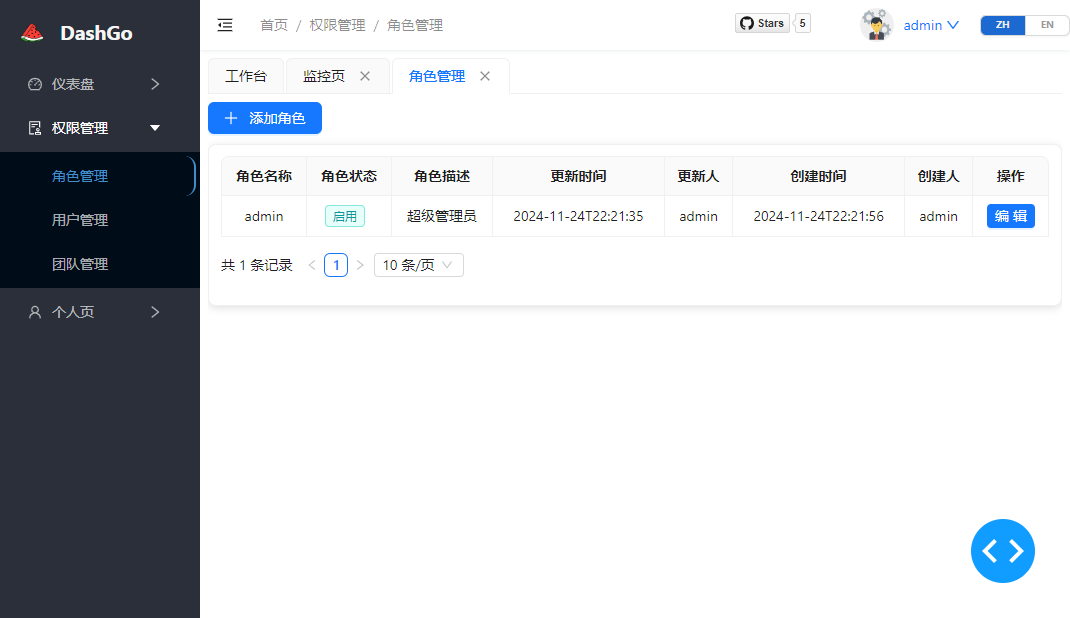 DashGo
仪表盘
权限管理
角色管理
用户管理
团队管理
个人页
首页 / 权限管理 / 角色管理
Stars 5
admin
ZH EN
工作台 监控页 角色管理
添加角色
角色名称 角色状态 角色描述 更新时间 更新人 创建时间 创建人 操作
admin 启用 超级管理员 2024-11-24T22:21:35 admin 2024-11-24T22:21:56 admin 编 辑
共 1 条记录 1 10 条/页